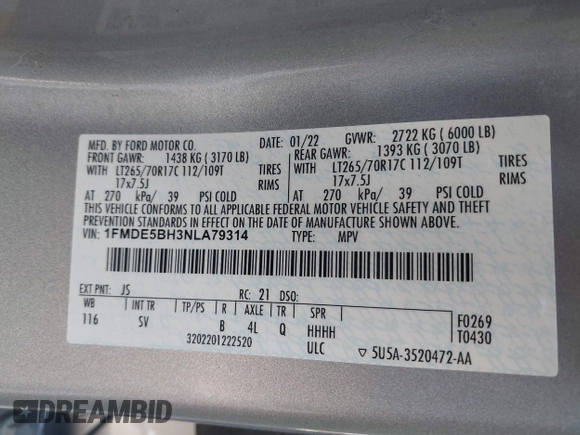 MFD. BY FORD MOTOR CO.
DATE: 01/22 GVWR: 2722 KG ( 6000 LB)
FRONT GAWR: 1438 KG ( 3170 LB) REAR GAWR: 1393 KG ( 3070 LB)
WITH LT265/70R17C 112/109T TIRES WITH LT265/70R17C 112/109T TIRES
17x7.5J RIMS 17x7.5J RIMS
AT 270 kPa/ 39 PSI COLD AT 270 kPa/ 39 PSI COLD
THIS VEHICLE CONFORMS TO ALL APPLICABLE FEDERAL MOTOR VEHICLE SAFETY AND THEFT
PREVENTION STANDARDS IN EFFECT ON THE DATE OF MANUFACTURE SHOWN ABOVE.
VIN: 1FMDE5BH3NLA79314 TYPE: MPV
EXT PNT: JS RC: 21 DSO:
WB INT TR TP/PS R AXLE TR SPR
116 SV B 4L Q HHHH
F0269
T0430
3202201222520 ULC ▽ 5U5A-3520472-AA
DREAMBID